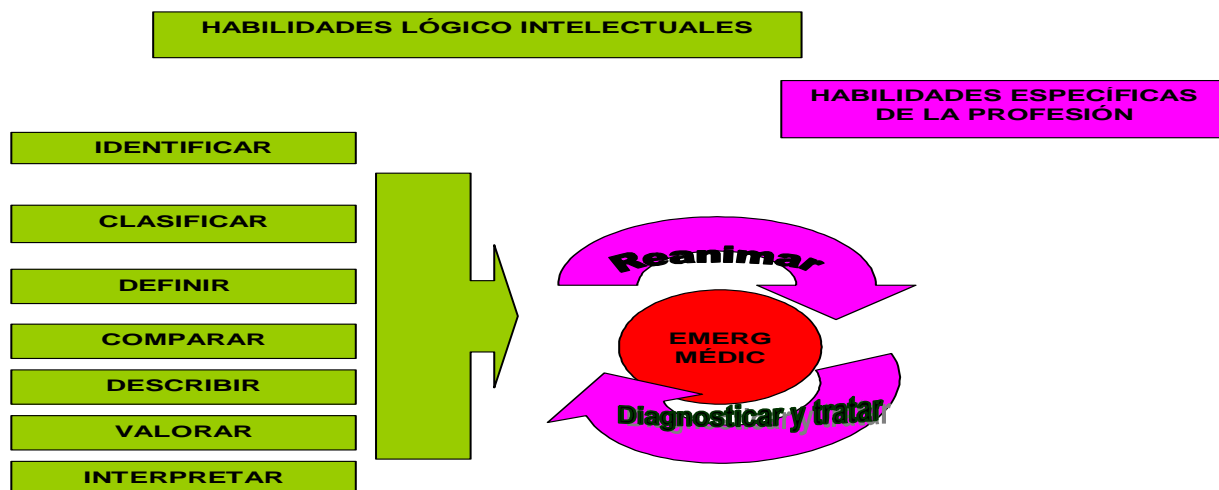 HABILIDADES LÓGICO INTELECTUALES
HABILIDADES ESPECÍFICAS
DE LA PROFESIÓN
IDENTIFICAR
CLASIFICAR
DEFINIR
COMPARAR
DESCRIBIR
VALORAR
INTERPRETAR
Reanimar
EMERG
MÉDIC
Diagnosticar y tratar